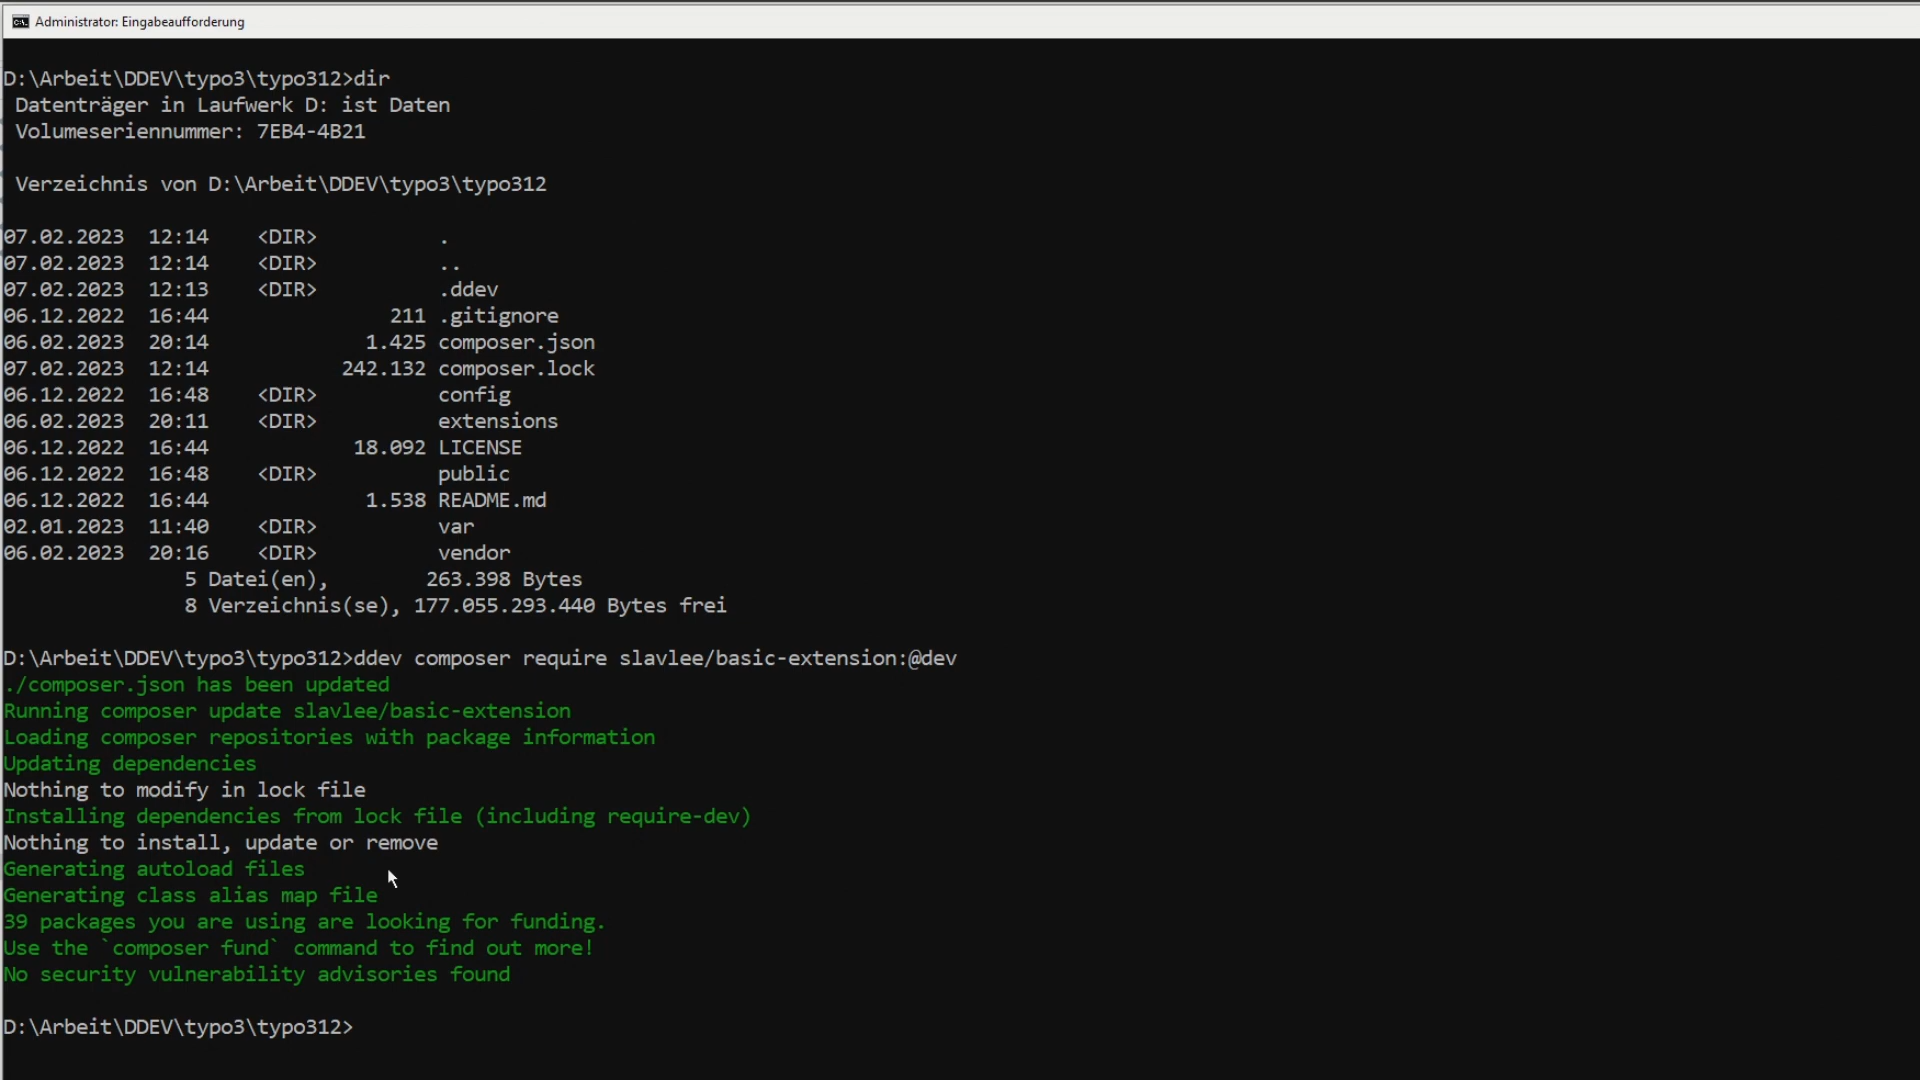 Administrator: Eingabeaufforderung
D:\Arbeit\DDEV\typo3\typo312>dir
 Datenträger in Laufwerk D: ist Daten
 Volumeseriennummer: 7EB4-4B21
 Verzeichnis von D:\Arbeit\DDEV\typo3\typo312
07.02.2023  12:14    <DIR>          .
07.02.2023  12:14    <DIR>          ..
07.02.2023  12:13    <DIR>          .ddev
06.12.2022  16:44               211 .gitignore
06.02.2023  20:14             1.425 composer.json
07.02.2023  12:14           242.132 composer.lock
06.12.2022  16:48    <DIR>          config
06.02.2023  20:11    <DIR>          extensions
06.12.2022  16:44            18.092 LICENSE
06.12.2022  16:48    <DIR>          public
06.12.2022  16:44             1.538 README.md
02.01.2023  11:40    <DIR>          var
06.02.2023  20:16    <DIR>          vendor
               5 Datei(en),        263.398 Bytes
               8 Verzeichnis(se), 177.055.293.440 Bytes frei
D:\Arbeit\DDEV\typo3\typo312>ddev composer require slavlee/basic-extension:@dev
./composer.json has been updated
Running composer update slavlee/basic-extension
Loading composer repositories with package information
Updating dependencies
Nothing to modify in lock file
Installing dependencies from lock file (including require-dev)
Nothing to install, update or remove
Generating autoload files
Generating class alias map file
39 packages you are using are looking for funding.
Use the `composer fund` command to find out more!
No security vulnerability advisories found
D:\Arbeit\DDEV\typo3\typo312>